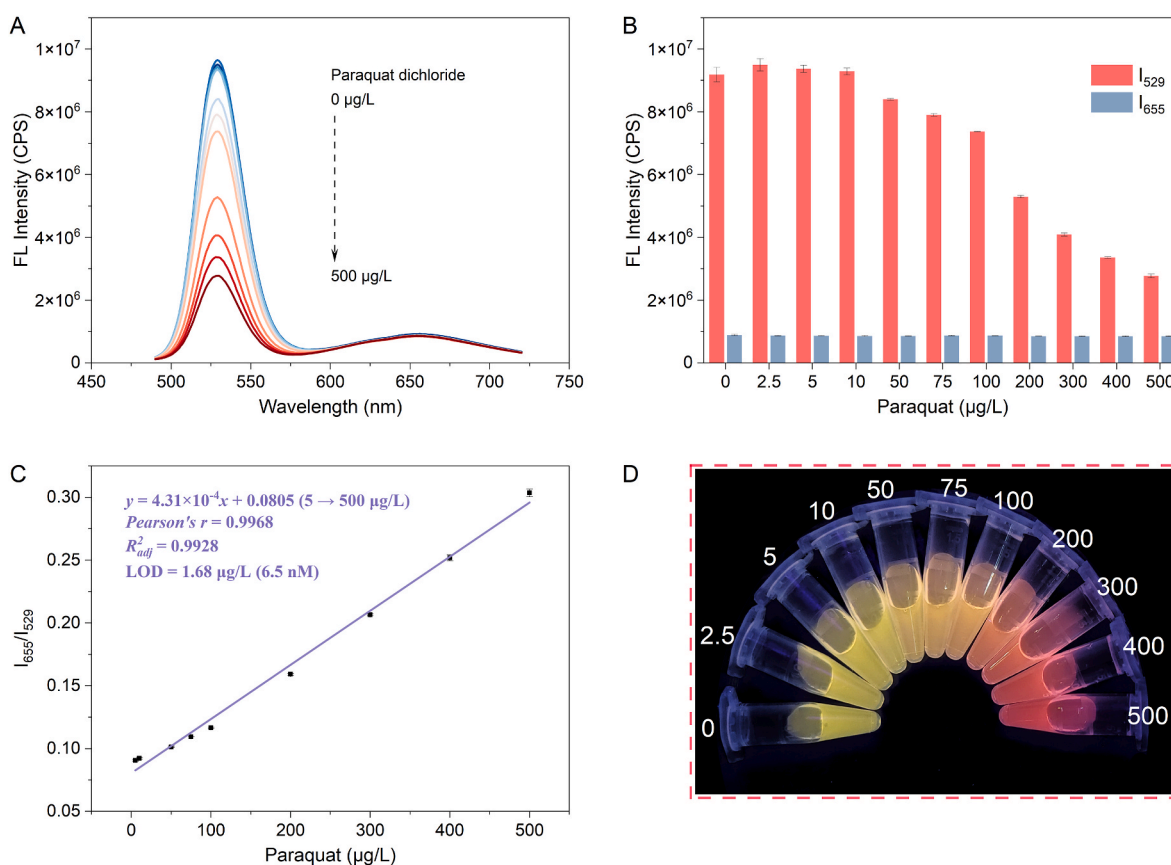 A
1×10⁷
8×10⁶
6×10⁶
4×10⁶
2×10⁶
0
FL Intensity (CPS)
450 500 550 600 650 700 750
Wavelength (nm)
Paraquat dichloride
0 µg/L
500 µg/L
B
1×10⁷
8×10⁶
6×10⁶
4×10⁶
2×10⁶
0
FL Intensity (CPS)
I₅₂₉
I₆₅₅
0 2.5 5 10 50 75 100 200 300 400 500
Paraquat (µg/L)
C
0.30
0.25
0.20
0.15
0.10
0.05
I₆₅₅/I₅₂₉
y = 4.31×10⁻⁴x + 0.0805 (5 → 500 µg/L)
Pearson's r = 0.9968
R²adj = 0.9928
LOD = 1.68 µg/L (6.5 nM)
0 100 200 300 400 500
Paraquat (µg/L)
D
0
2.5
5
10
50
75
100
200
300
400
500